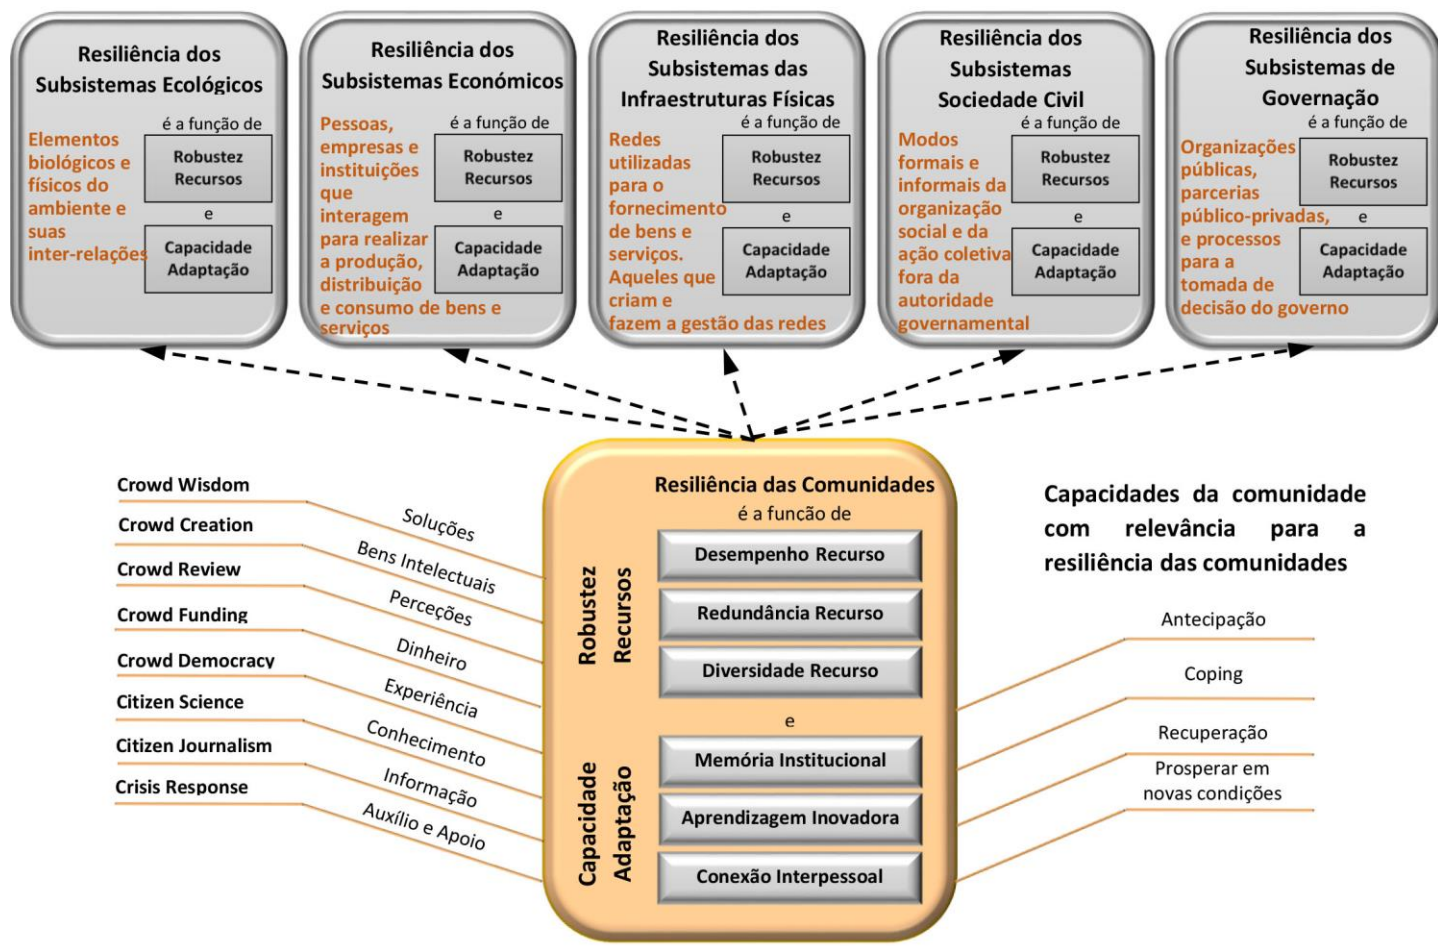 Resiliência dos
Subsistemas Ecológicos
é a função de
Elementos
biológicos e
físicos do
ambiente e
suas
inter-relações
Robustez
Recursos
e
Capacidade
Adaptação
Resiliência dos
Subsistemas Económicos
é a função de
Pessoas,
empresas e
instituições
que
interagem
para realizar
a produção,
distribuição
e consumo de bens e
serviços
Robustez
Recursos
e
Capacidade
Adaptação
Resiliência dos
Subsistemas das
Infraestruturas Físicas
é a função de
Redes
utilizadas
para o
fornecimento
de bens e
serviços.
Aqueles que
criam e
fazem a gestão das redes
Robustez
Recursos
e
Capacidade
Adaptação
Resiliência dos
Subsistemas
Sociedade Civil
é a função de
Modos
formais e
informais da
organização
social e da
ação coletiva
fora da
autoridade
governamental
Robustez
Recursos
e
Capacidade
Adaptação
Resiliência dos
Subsistemas de
Governação
é a função de
Organizações
públicas,
parcerias
público-privadas,
e processos
para a
tomada de
decisão do governo
Robustez
Recursos
e
Capacidade
Adaptação
Crowd Wisdom
Soluções
Crowd Creation
Bens Intelectuais
Crowd Review
Perceções
Crowd Funding
Dinheiro
Crowd Democracy
Experiência
Citizen Science
Conhecimento
Citizen Journalism
Informação
Crisis Response
Auxílio e Apoio
Resiliência das Comunidades
é a função de
Robustez
Recursos
Desempenho Recurso
Redundância Recurso
Diversidade Recurso
e
Capacidade
Adaptação
Memória Institucional
Aprendizagem Inovadora
Conexão Interpessoal
Capacidades da comunidade
com relevância para a
resiliência das comunidades
Antecipação
Coping
Recuperação
Prosperar em
novas condições